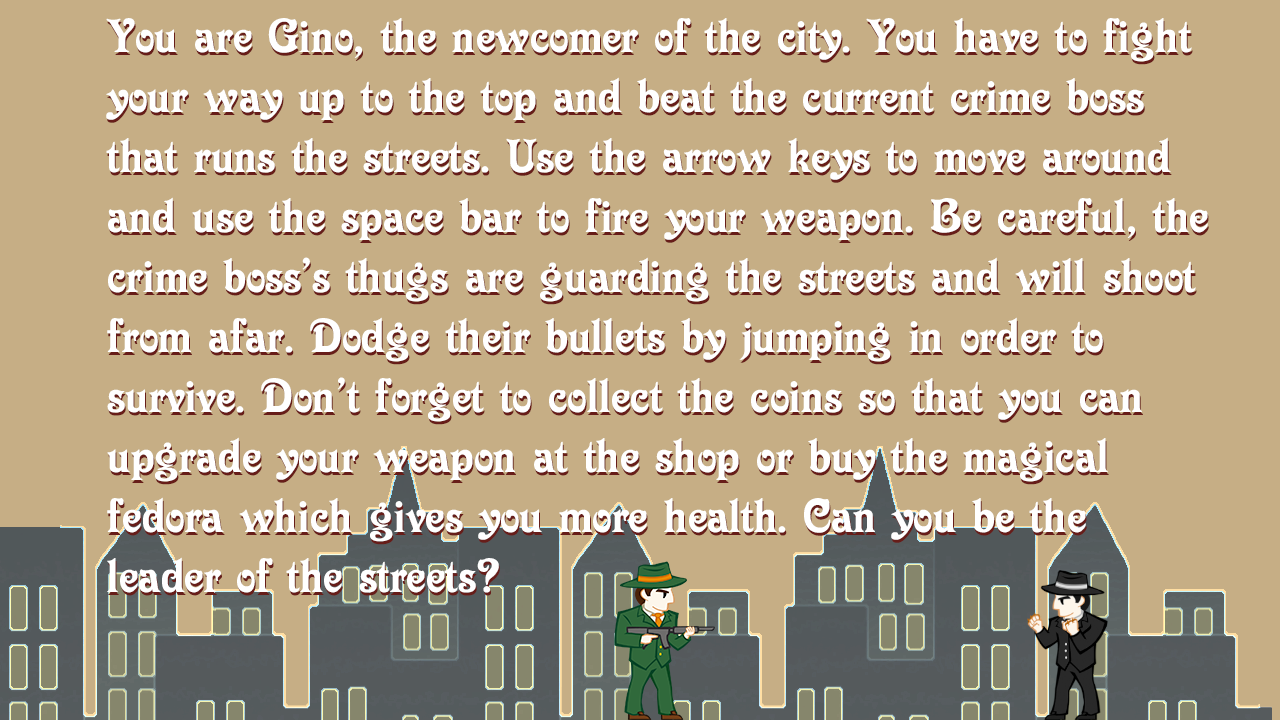 You are Gino, the newcomer of the city. You have to fight
your way up to the top and beat the current crime boss
that runs the streets. Use the arrow keys to move around
and use the space bar to fire your weapon. Be careful, the
crime boss's thugs are guarding the streets and will shoot
from afar. Dodge their bullets by jumping in order to
survive. Don't forget to collect the coins so that you can
upgrade your weapon at the shop or buy the magical
fedora which gives you more health. Can you be the
leader of the streets?